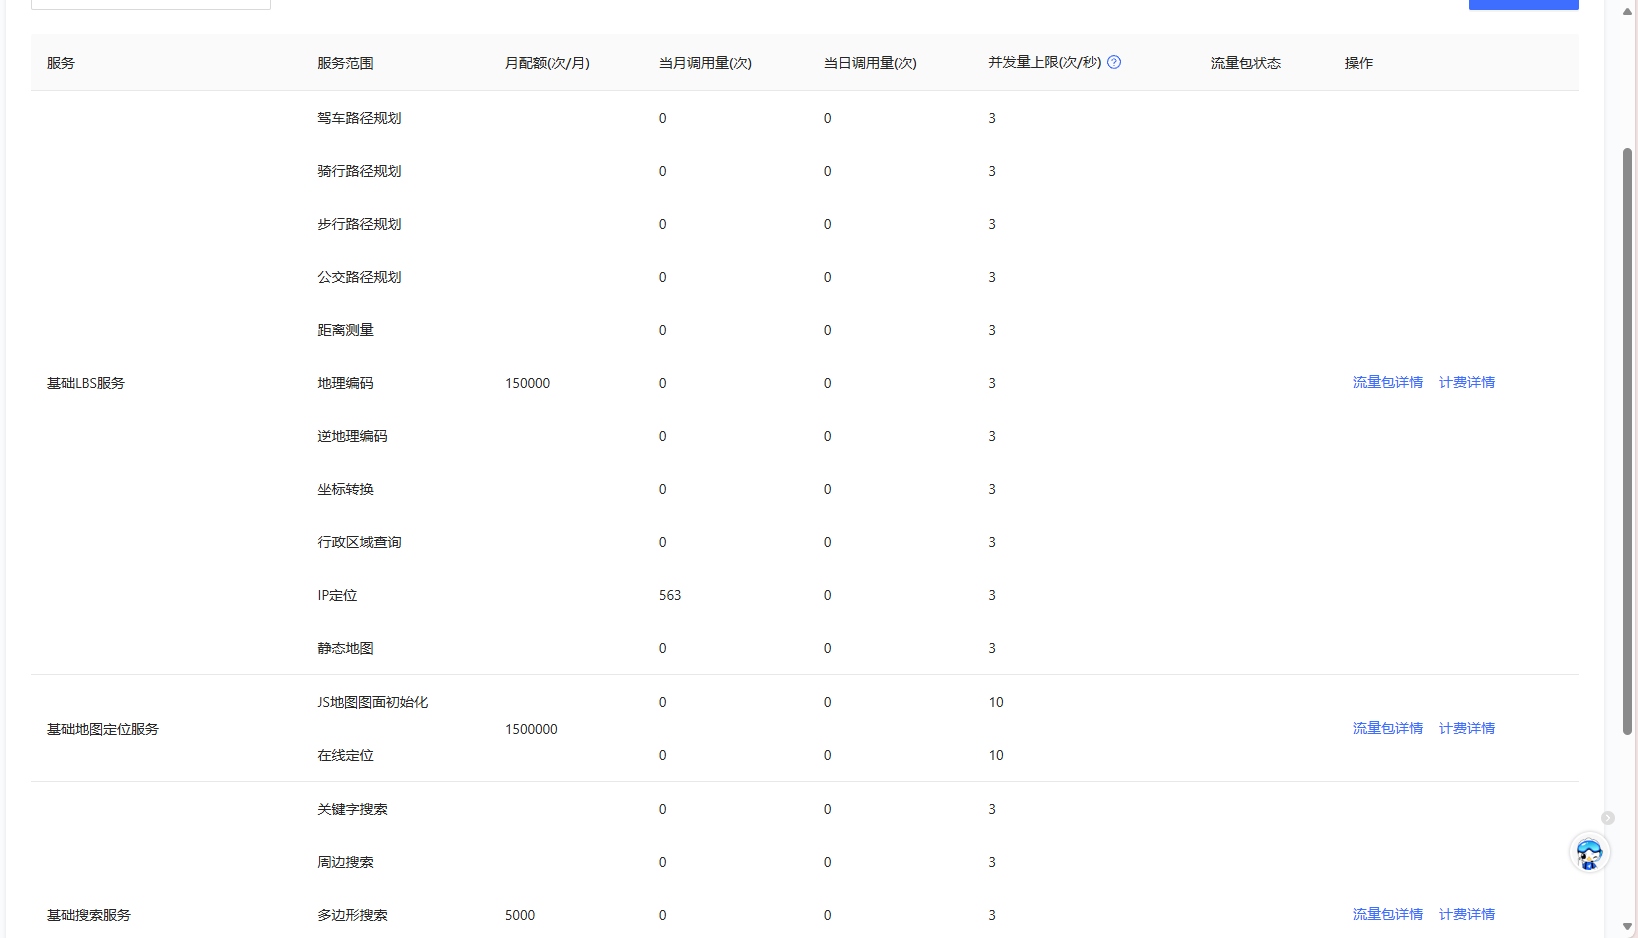 服务 服务范围 月配额(次/月) 当月调用量(次) 当日调用量(次) 并发量上限(次/秒) 流量包状态 操作
驾车路径规划 0 0 3
骑行路径规划 0 0 3
步行路径规划 0 0 3
公交路径规划 0 0 3
距离测量 0 0 3
基础LBS服务 地理编码 150000 0 0 3 流量包详情 计费详情
逆地理编码 0 0 3
坐标转换 0 0 3
行政区域查询 0 0 3
IP定位 563 0 3
静态地图 0 0 3
JS地图图面初始化 0 0 10
基础地图定位服务 1500000 流量包详情 计费详情
在线定位 0 0 10
关键字搜索 0 0 3
周边搜索 0 0 3
基础搜索服务 多边形搜索 5000 0 0 3 流量包详情 计费详情